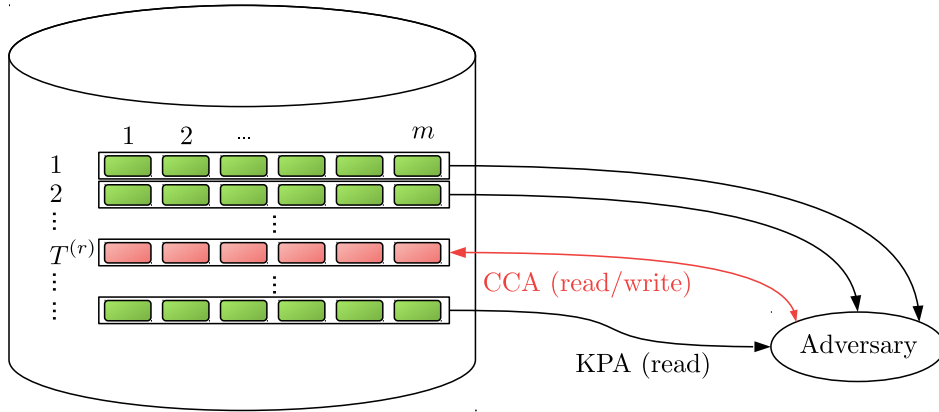 1 2 ... m
1
2
⋮ ⋮
T^{(r)}
CCA (read/write)
⋮ ⋮
⋮
Adversary
KPA (read)